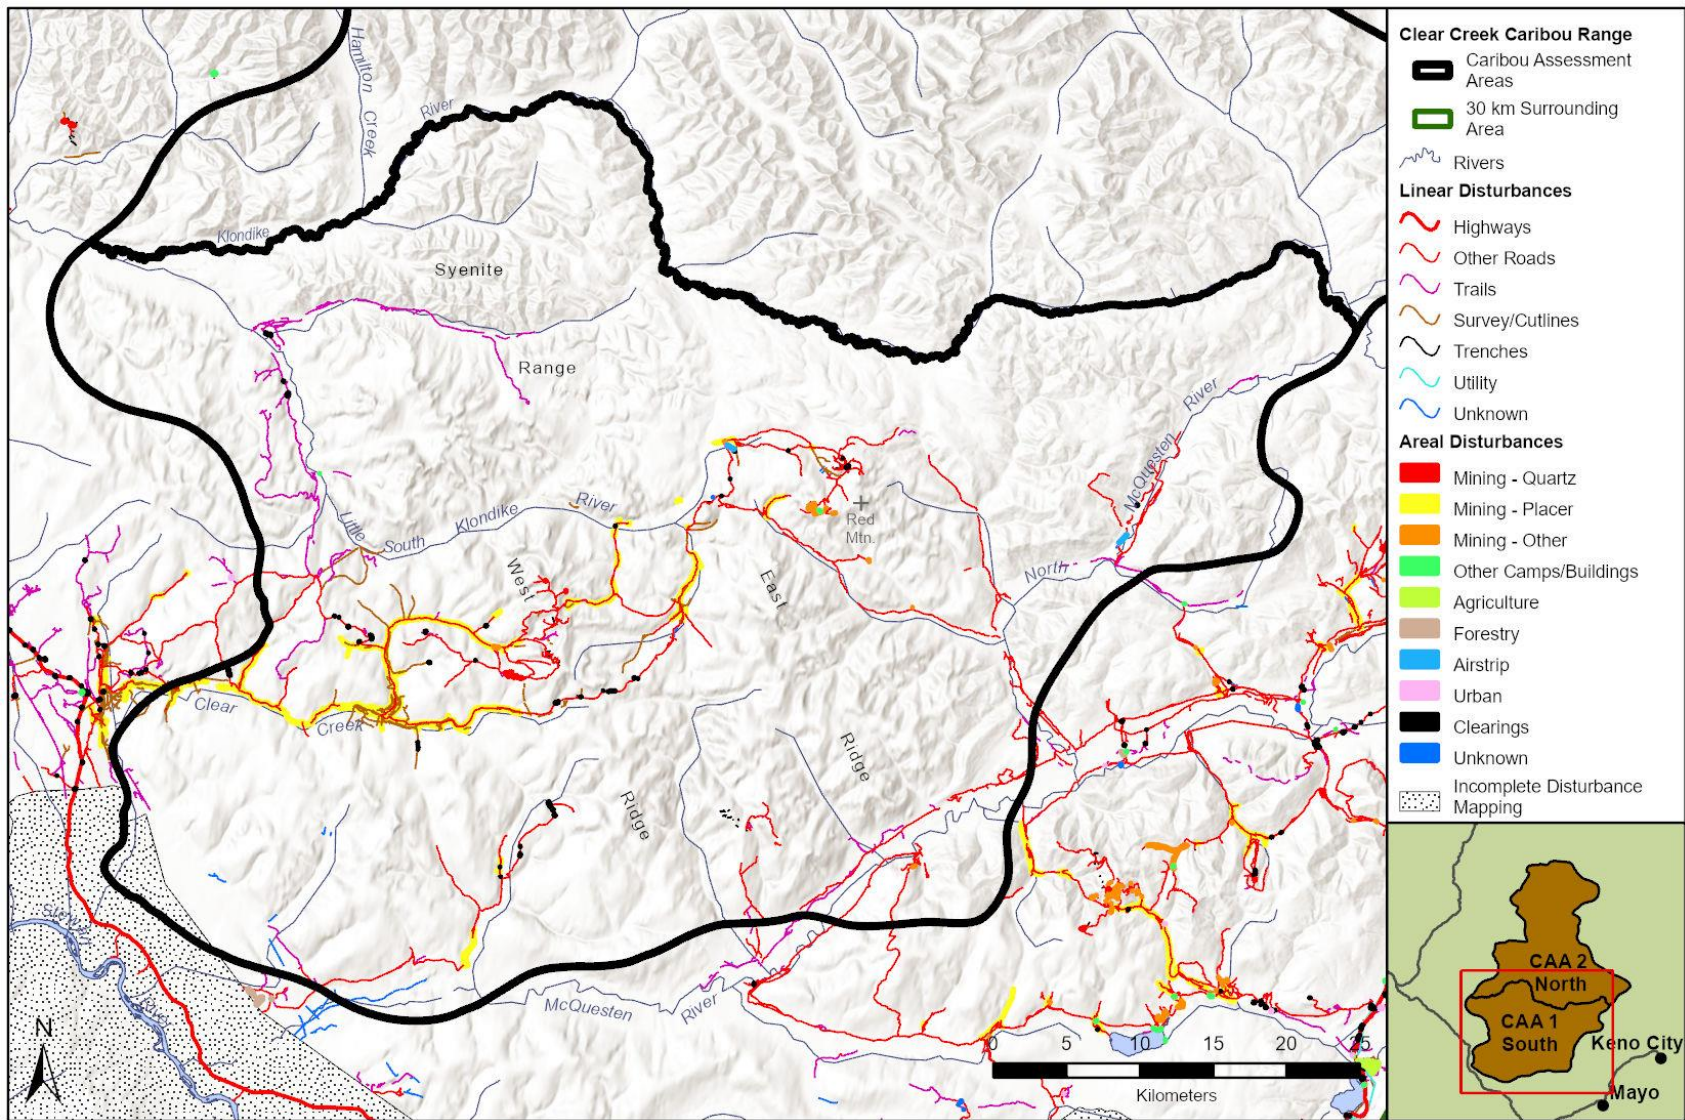 Hamilton
Creek
River
Klondike
Syenite
Range
River
McQuesten
North
Little
South
Klondike
River
Red
Mtn.
West
East
Clear
Creek
Ridge
Ridge
Stewart
River
McQuesten
River
N
0 5 10 15 20 25
Kilometers
Clear Creek Caribou Range
Caribou Assessment
Areas
30 km Surrounding
Area
Rivers
Linear Disturbances
Highways
Other Roads
Trails
Survey/Cutlines
Trenches
Utility
Unknown
Areal Disturbances
Mining - Quartz
Mining - Placer
Mining - Other
Other Camps/Buildings
Agriculture
Forestry
Airstrip
Urban
Clearings
Unknown
Incomplete Disturbance
Mapping
CAA 2
North
CAA 1
South
Keno City
Mayo